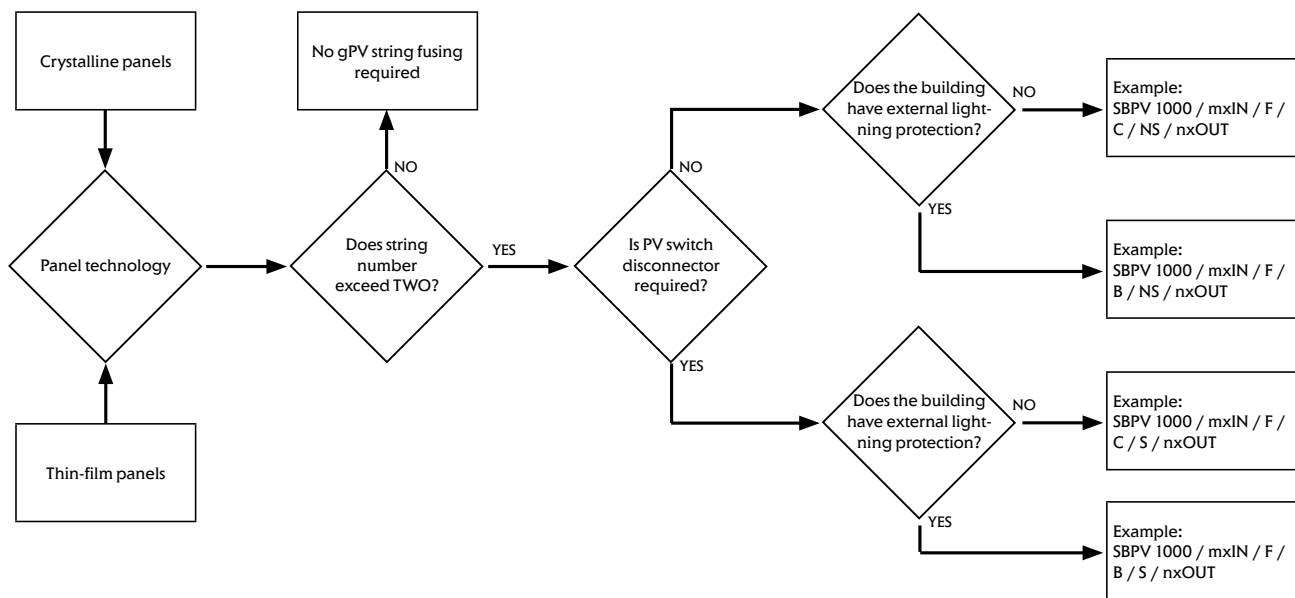 Crystalline panels
Panel technology
Thin-film panels
No gPV string fusing
required
NO
Does string
number
exceed TWO?
YES
Is PV switch
disconnector
required?
NO
YES
Does the building
have external light-
ning protection?
NO
YES
Example:
SBPV 1000 / mxIN / F /
C / NS / nxOUT
Example:
SBPV 1000 / mxIN / F /
B / NS / nxOUT
Does the building
have external light-
ning protection?
NO
YES
Example:
SBPV 1000 / mxIN / F /
C / S / nxOUT
Example:
SBPV 1000 / mxIN / F /
B / S / nxOUT